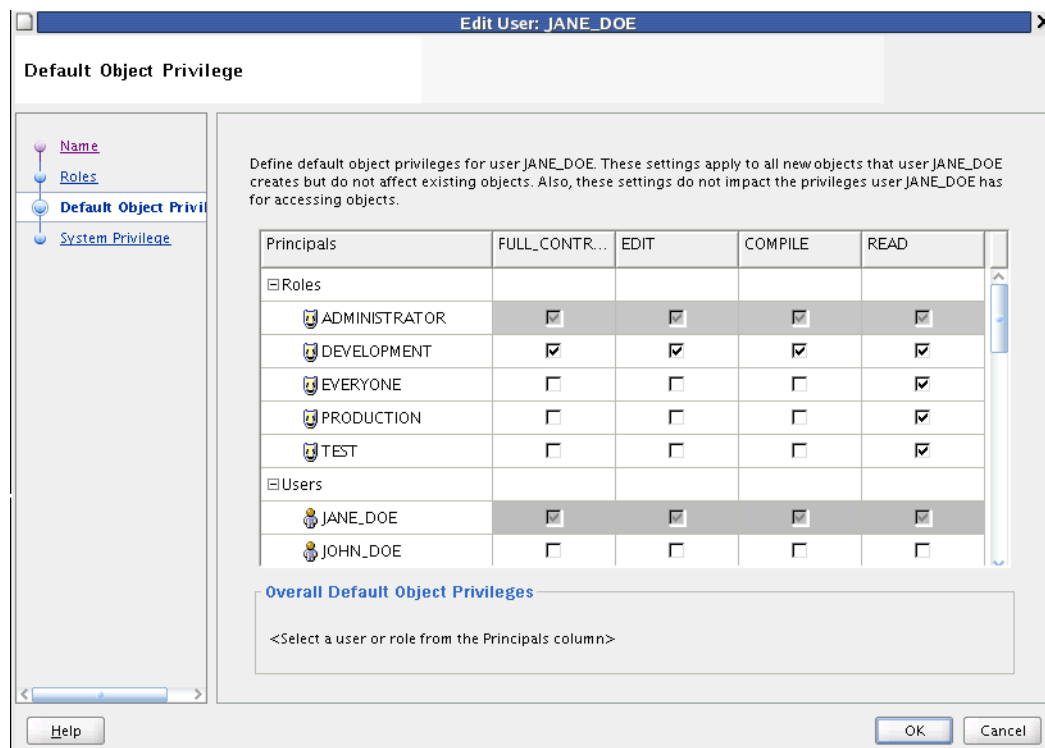 Edit User: JANE_DOE
Default Object Privilege
Name
Roles
Default Object Privil
System Privilege
Define default object privileges for user JANE_DOE. These settings apply to all new objects that user JANE_DOE
creates but do not affect existing objects. Also, these settings do not impact the privileges user JANE_DOE has
for accessing objects.
Principals FULL_CONTR... EDIT COMPILE READ
Roles
ADMINISTRATOR
DEVELOPMENT
EVERYONE
PRODUCTION
TEST
Users
JANE_DOE
JOHN_DOE
Overall Default Object Privileges
<Select a user or role from the Principals column>
Help OK Cancel